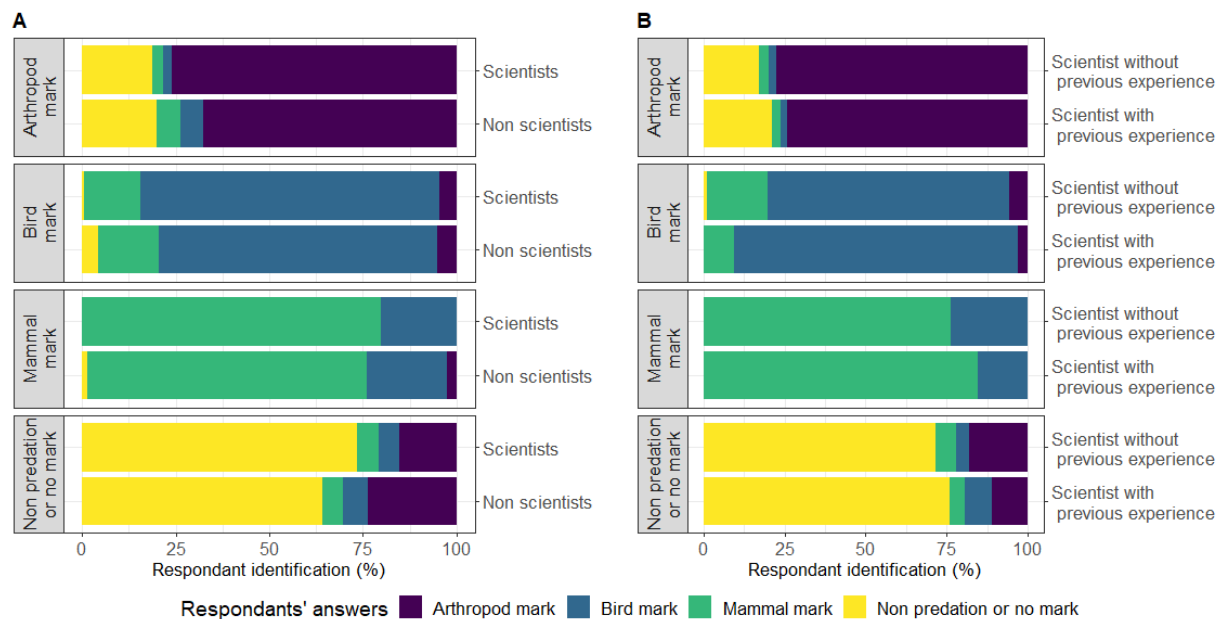 A
Arthropod
mark
Scientists
Non scientists
Bird
mark
Scientists
Non scientists
Mammal
mark
Scientists
Non scientists
Non predation
or no mark
Scientists
Non scientists
0 25 50 75 100
Respondant identification (%)
B
Arthropod
mark
Scientist without
previous experience
Scientist with
previous experience
Bird
mark
Scientist without
previous experience
Scientist with
previous experience
Mammal
mark
Scientist without
previous experience
Scientist with
previous experience
Non predation
or no mark
Scientist without
previous experience
Scientist with
previous experience
0 25 50 75 100
Respondant identification (%)
Respondants' answers Arthropod mark Bird mark Mammal mark Non predation or no mark